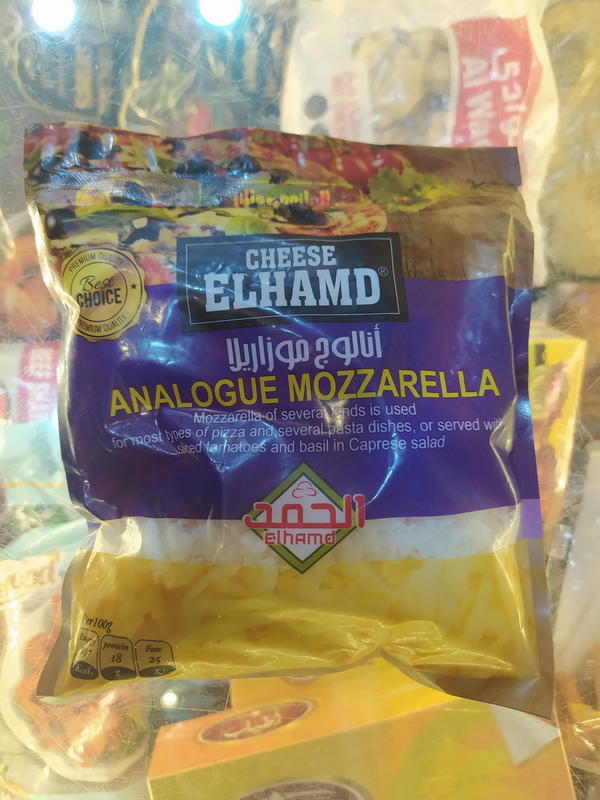 PREMIUM QUALITY
Best
CHOICE
PREMIUM QUALITY
CHEESE
ELHAMD®
أنالوج موزاريلا
ANALOGUE MOZZARELLA
Mozzarella of several kinds is used
for most types of pizza and several pasta dishes, or served with
sliced tomatoes and basil in Caprese salad
الحمد
elhamd
Per100g
protein
18
g
Fats
25
g
Kcal